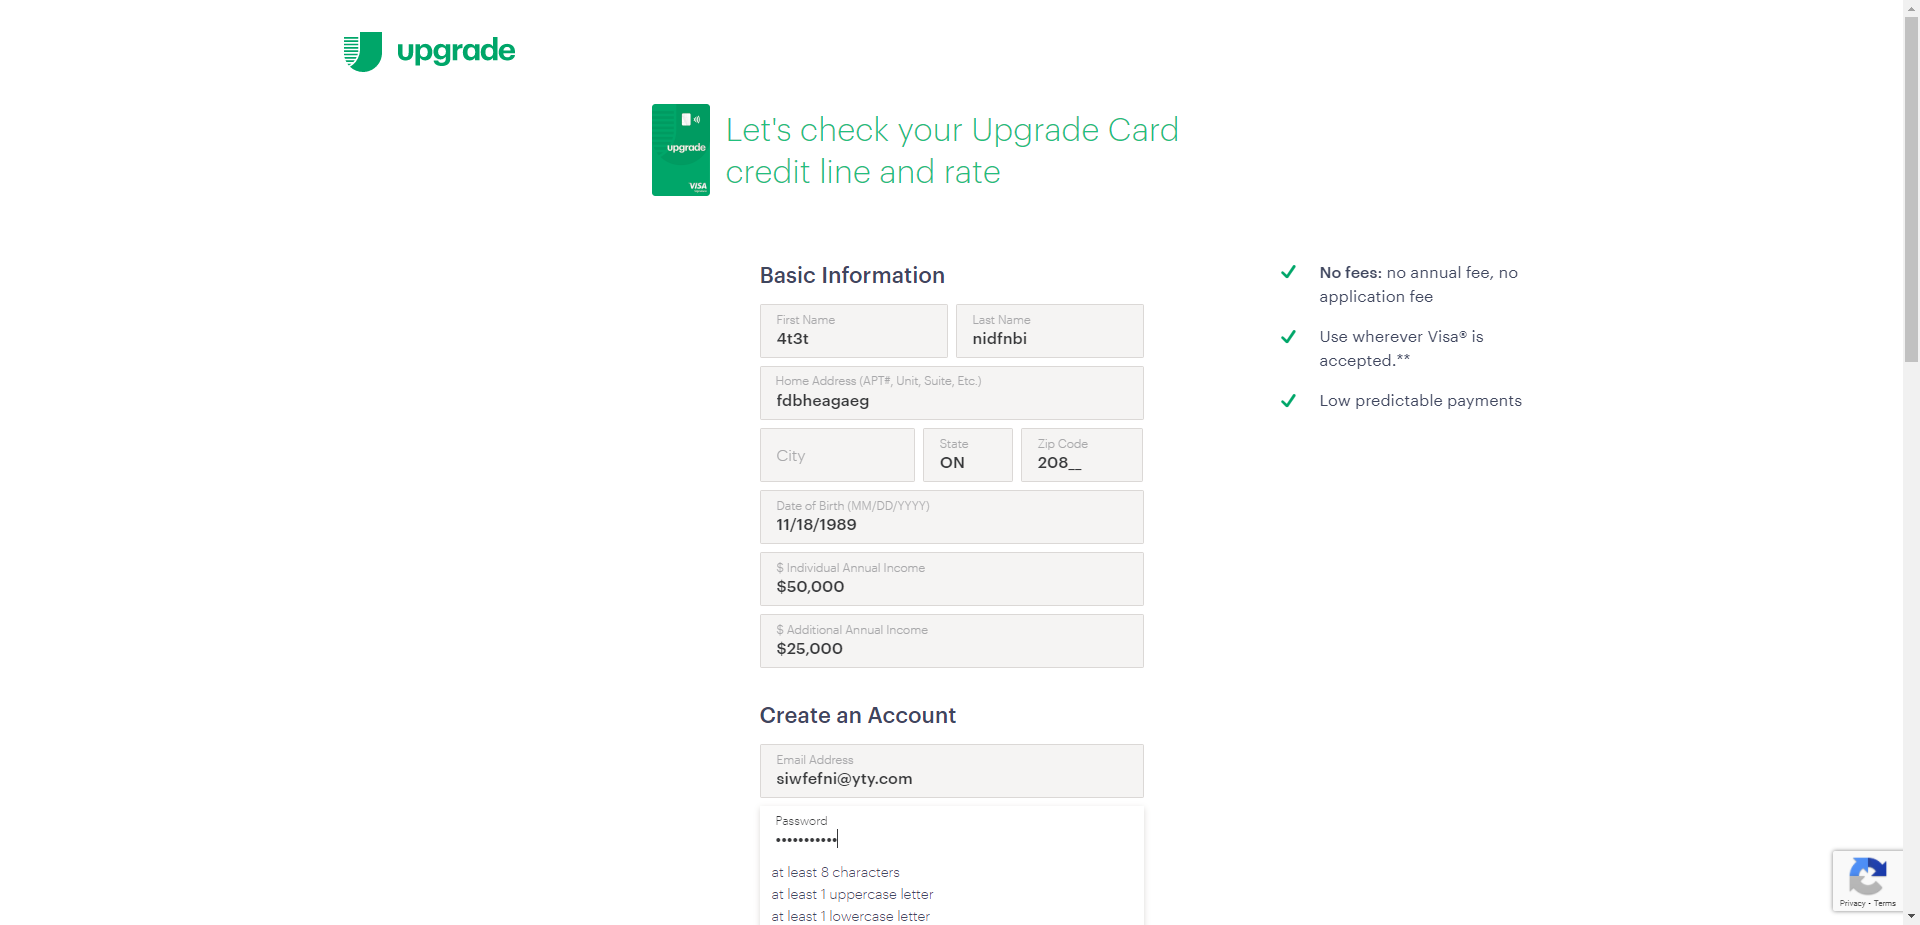 upgrade
upgrade
VISA
Let's check your Upgrade Card
credit line and rate
Basic Information
First Name
4t3t
Last Name
nidfnbi
Home Address (APT#, Unit, Suite, Etc.)
fdbheagaeg
City
State
ON
Zip Code
208__
Date of Birth (MM/DD/YYYY)
11/18/1989
$ Individual Annual Income
$50,000
$ Additional Annual Income
$25,000
No fees: no annual fee, no
application fee
Use wherever Visa® is
accepted.**
Low predictable payments
Create an Account
Email Address
siwfefni@yty.com
Password
•••••••••••
at least 8 characters
at least 1 uppercase letter
at least 1 lowercase letter
Privacy - Terms